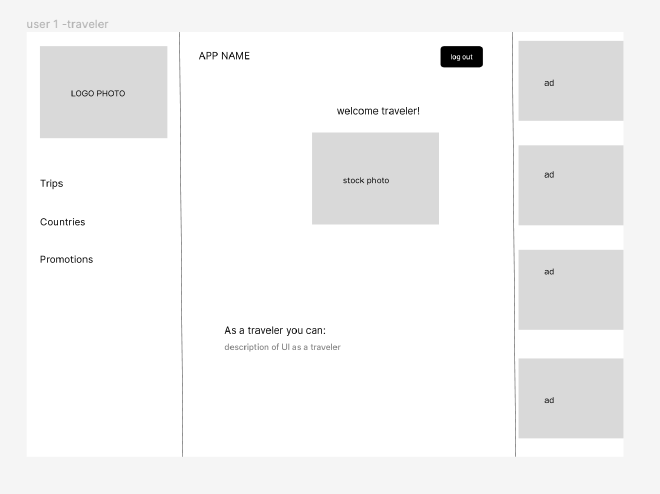 user 1 -traveler
LOGO PHOTO
Trips
Countries
Promotions
APP NAME
log out
welcome traveler!
stock photo
As a traveler you can:
description of UI as a traveler
ad
ad
ad
ad